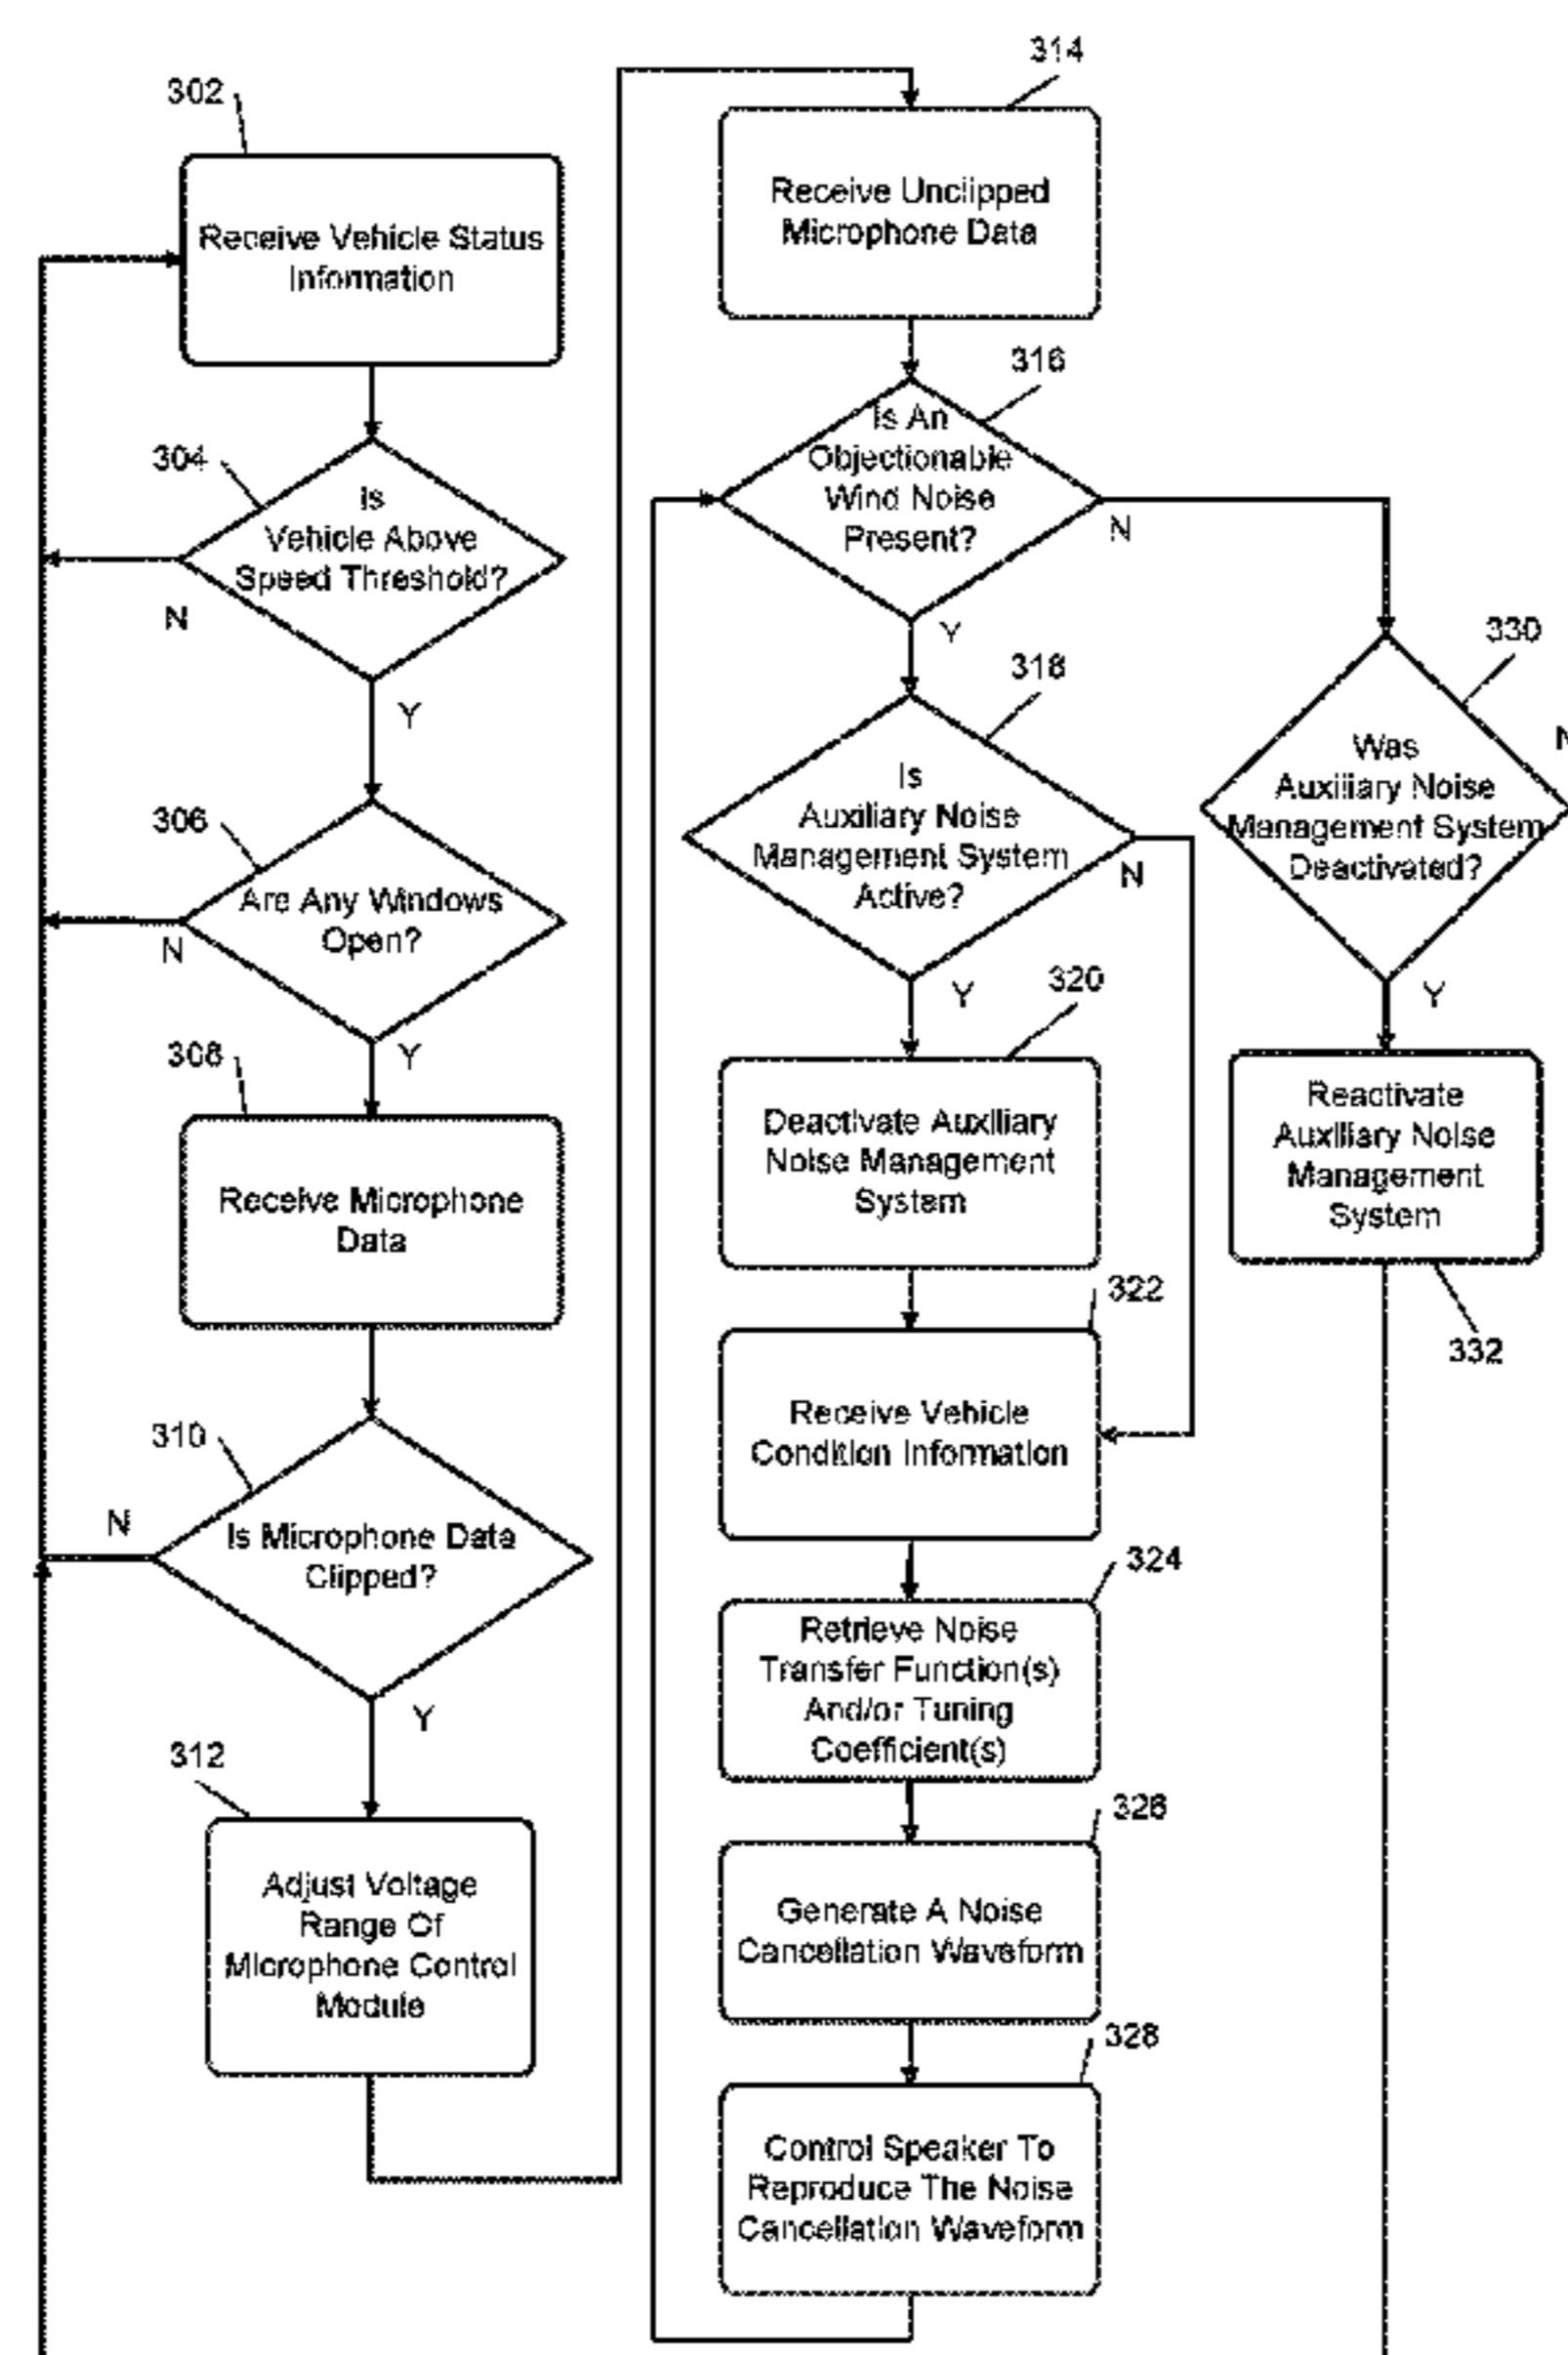 302
Receive Vehicle Status
Information
304
Is
Vehicle Above
Speed Threshold?
N
Y
306
Are Any Windows
Open?
N
Y
308
Receive Microphone
Data
310
Is Microphone Data
Clipped?
N
Y
312
Adjust Voltage
Range Of
Microphone Control
Module
314
Receive Unclipped
Microphone Data
316
Is An
Objectionable
Wind Noise
Present?
N
Y
318
Is
Auxiliary Noise
Management System
Active?
N
Y
320
Deactivate Auxiliary
Noise Management
System
322
Receive Vehicle
Condition Information
324
Retrieve Noise
Transfer Function(s)
And/or Tuning
Coefficient(s)
326
Generate A Noise
Cancellation Waveform
328
Control Speaker To
Reproduce The Noise
Cancellation Waveform
330
Was
Auxiliary Noise
Management System
Deactivated?
N
Y
Reactivate
Auxiliary Noise
Management
System
332